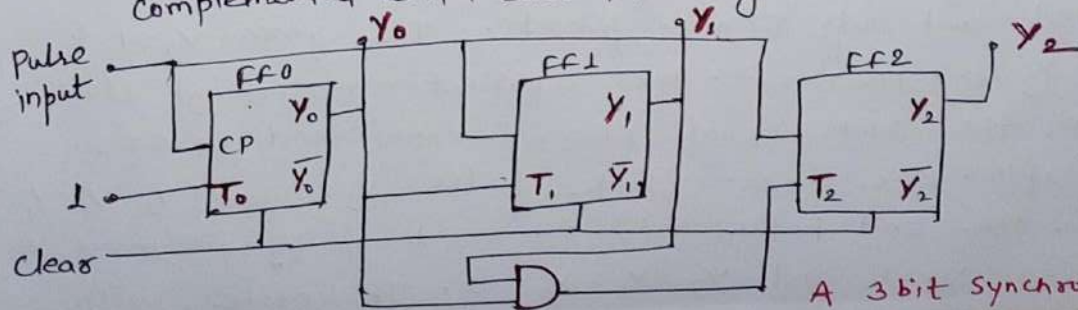 Y₀ Y₁ Y₂
Pulse input
FF0 FF1 FF2
CP Y₀ Y₁ Y₂
1 T₀ Y̅₀ T₁ Y̅₁ T₂ Y̅₂
Clear
A 3 bit